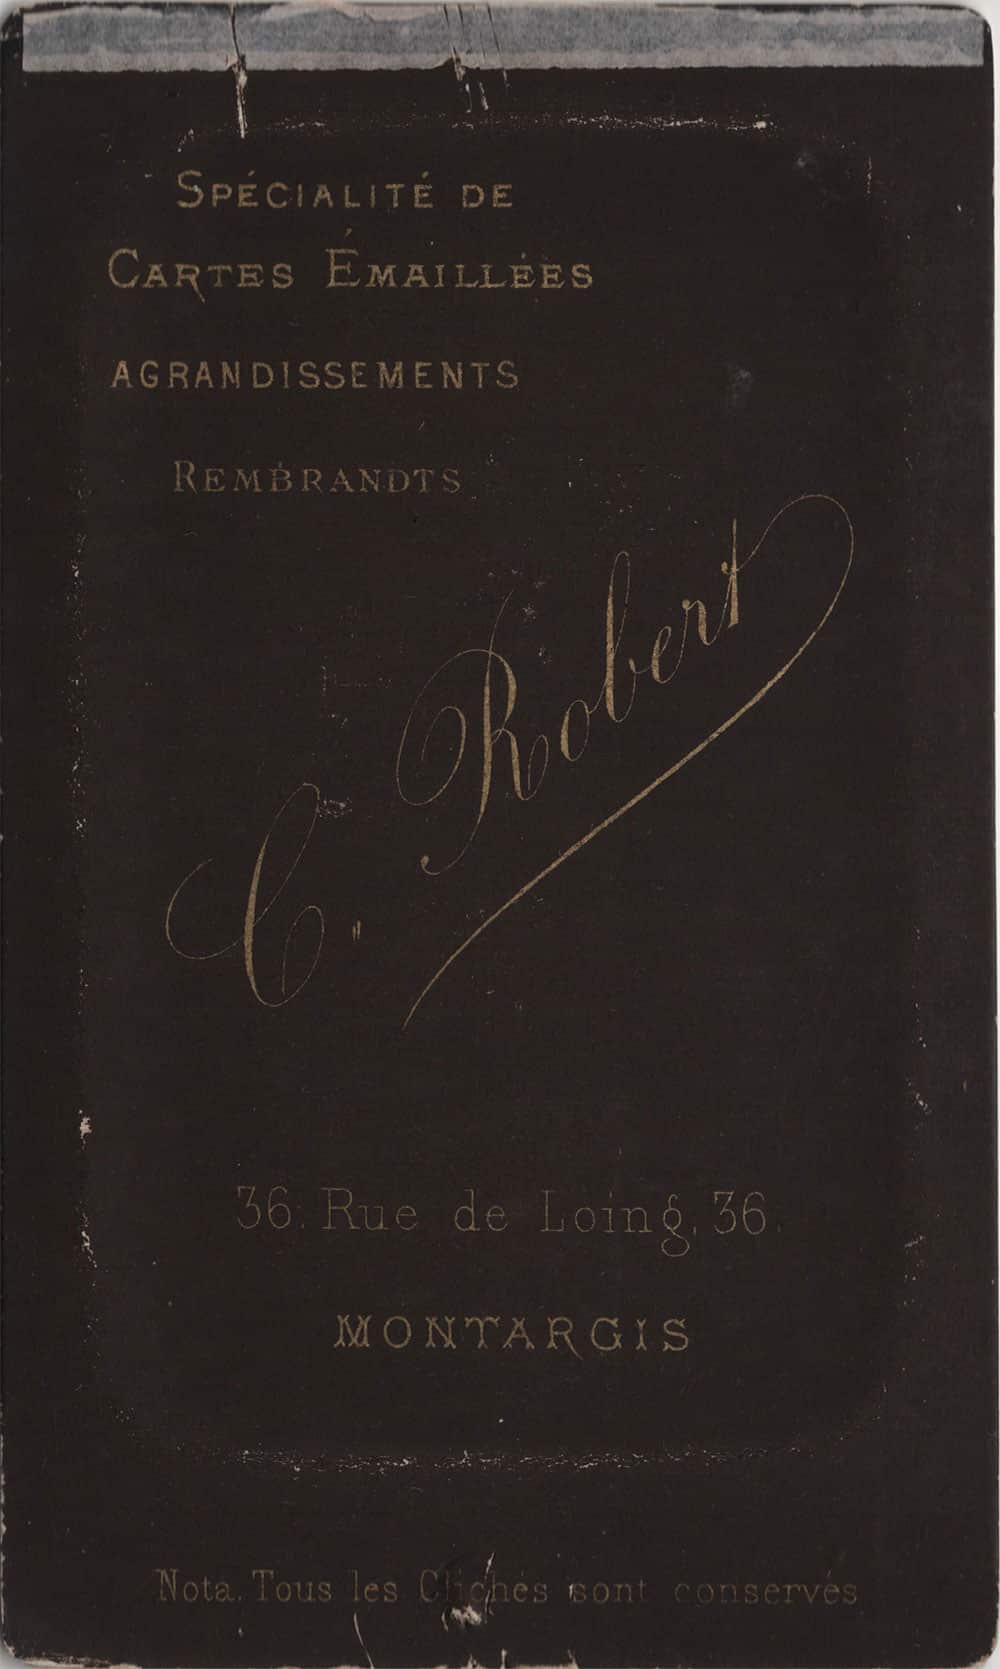 SPÉCIALITÉ DE
CARTES ÉMAILLÉES
AGRANDISSEMENTS
REMBRANDTS
C. Robert
36, Rue de Loing, 36.
MONTARGIS
Nota. Tous les Clichés sont conservés